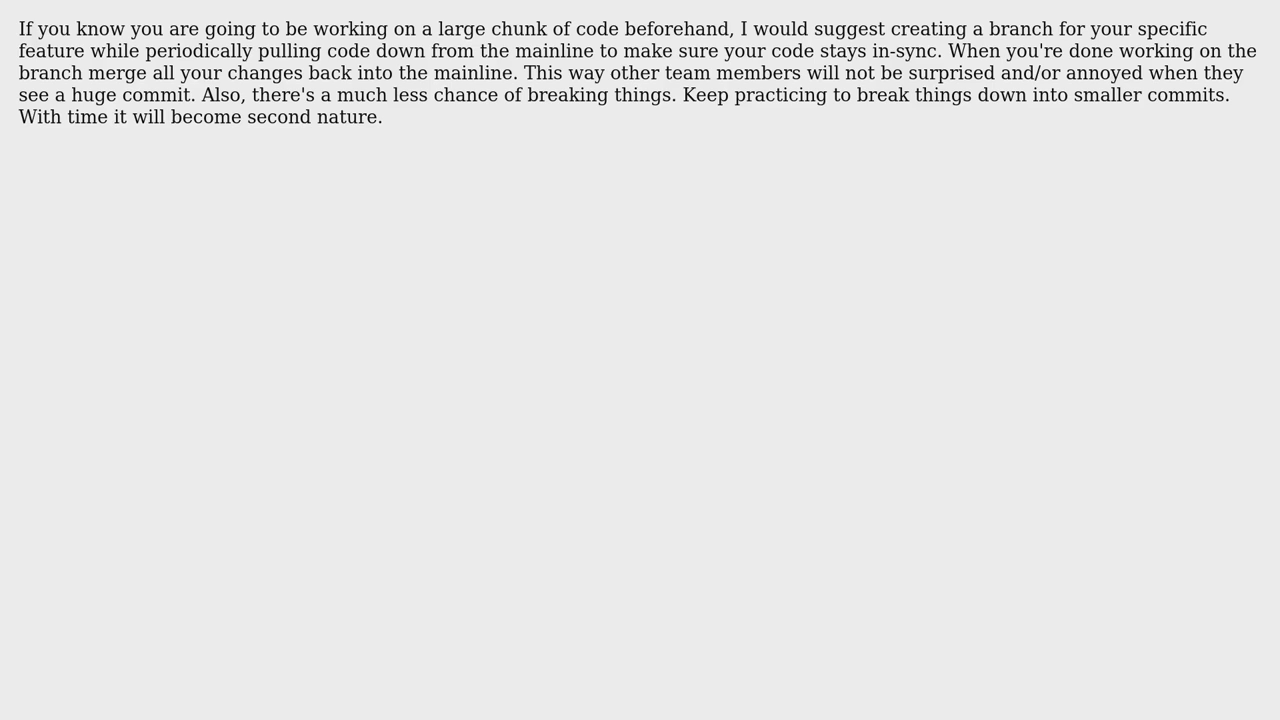 If you know you are going to be working on a large chunk of code beforehand, I would suggest creating a branch for your specific
feature while periodically pulling code down from the mainline to make sure your code stays in-sync. When you're done working on the
branch merge all your changes back into the mainline. This way other team members will not be surprised and/or annoyed when they
see a huge commit. Also, there's a much less chance of breaking things. Keep practicing to break things down into smaller commits.
With time it will become second nature.